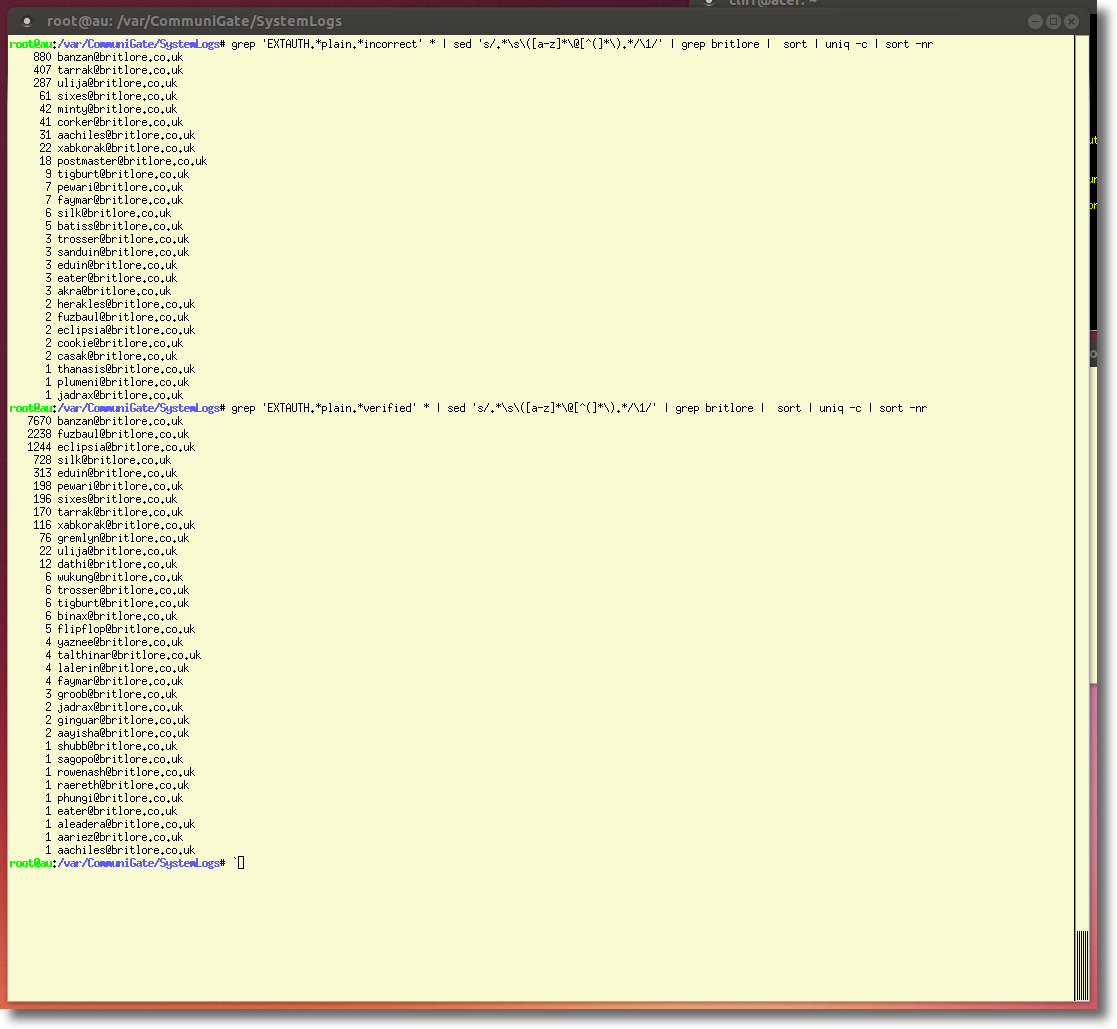 cliff@acer: ~
root@au: /var/CommuniGate/SystemLogs
root@au:/var/CommuniGate/SystemLogs# grep 'EXTAUTH.*plain.*incorrect' * | sed 's/.*\s\([a-z]*\@[^(]*\).*/\1/' | grep britlore |  sort | uniq -c | sort -nr
880 banzan@britlore.co.uk
407 tarrak@britlore.co.uk
287 ulija@britlore.co.uk
61 sixes@britlore.co.uk
42 minty@britlore.co.uk
41 corker@britlore.co.uk
31 aachiles@britlore.co.uk
22 xabkorak@britlore.co.uk
18 postmaster@britlore.co.uk
9 tigburt@britlore.co.uk
7 pewari@britlore.co.uk
7 faymar@britlore.co.uk
6 silk@britlore.co.uk
5 batiss@britlore.co.uk
3 trosser@britlore.co.uk
3 sanduin@britlore.co.uk
3 eduin@britlore.co.uk
3 eater@britlore.co.uk
3 akra@britlore.co.uk
2 herakles@britlore.co.uk
2 fuzbaul@britlore.co.uk
2 eclipsia@britlore.co.uk
2 cookie@britlore.co.uk
2 casak@britlore.co.uk
1 thanasis@britlore.co.uk
1 plumeni@britlore.co.uk
1 jadrax@britlore.co.uk
root@au:/var/CommuniGate/SystemLogs# grep 'EXTAUTH.*plain.*verified' * | sed 's/.*\s\([a-z]*\@[^(]*\).*/\1/' | grep britlore |  sort | uniq -c | sort -nr
7670 banzan@britlore.co.uk
2238 fuzbaul@britlore.co.uk
1244 eclipsia@britlore.co.uk
728 silk@britlore.co.uk
313 eduin@britlore.co.uk
198 pewari@britlore.co.uk
196 sixes@britlore.co.uk
170 tarrak@britlore.co.uk
116 xabkorak@britlore.co.uk
76 gremlyn@britlore.co.uk
22 ulija@britlore.co.uk
12 dathi@britlore.co.uk
6 wukung@britlore.co.uk
6 trosser@britlore.co.uk
6 tigburt@britlore.co.uk
6 binax@britlore.co.uk
5 flipflop@britlore.co.uk
4 yaznee@britlore.co.uk
4 talthinar@britlore.co.uk
4 lalerin@britlore.co.uk
4 faymar@britlore.co.uk
3 groob@britlore.co.uk
2 jadrax@britlore.co.uk
2 ginguar@britlore.co.uk
2 aayisha@britlore.co.uk
1 shubb@britlore.co.uk
1 sagopo@britlore.co.uk
1 rowenash@britlore.co.uk
1 raereth@britlore.co.uk
1 phungi@britlore.co.uk
1 eater@britlore.co.uk
1 aleadera@britlore.co.uk
1 aariez@britlore.co.uk
1 aachiles@britlore.co.uk
root@au:/var/CommuniGate/SystemLogs# `